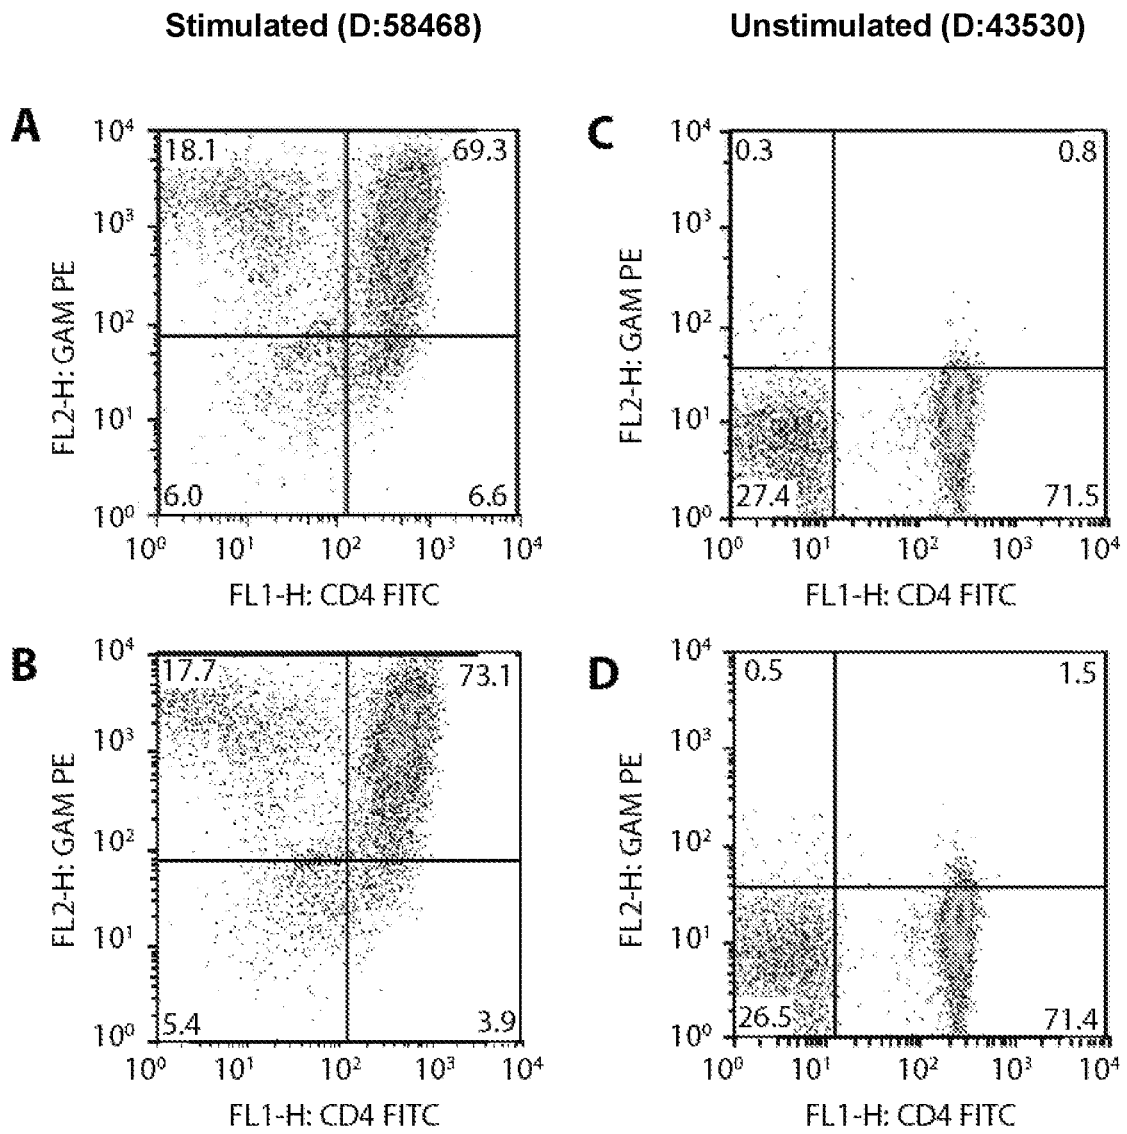 Stimulated (D:58468)
Unstimulated (D:43530)
A
10⁴
18.1
69.3
10³
10²
10¹
6.0
6.6
10⁰
FL2-H: GAM PE
10⁰ 10¹ 10² 10³ 10⁴
FL1-H: CD4 FITC
C
10⁴
0.3
0.8
10³
10²
10¹
27.4
71.5
10⁰
FL2-H: GAM PE
10⁰ 10¹ 10² 10³ 10⁴
FL1-H: CD4 FITC
B
10⁴
17.7
73.1
10³
10²
10¹
5.4
3.9
10⁰
FL2-H: GAM PE
10⁰ 10¹ 10² 10³ 10⁴
FL1-H: CD4 FITC
D
10⁴
0.5
1.5
10³
10²
10¹
26.5
71.4
10⁰
FL2-H: GAM PE
10⁰ 10¹ 10² 10³ 10⁴
FL1-H: CD4 FITC